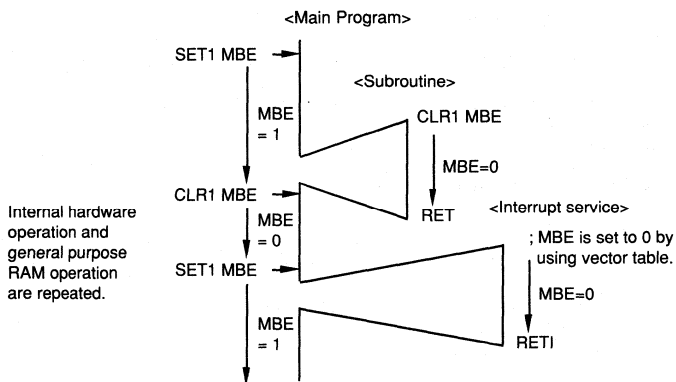 <Main Program>
SET1 MBE
<Subroutine>
MBE
= 1
CLR1 MBE
MBE=0
CLR1 MBE
RET
<Interrupt service>
Internal hardware
operation and
general purpose
RAM operation
are repeated.
MBE
= 0
; MBE is set to 0 by
using vector table.
SET1 MBE
MBE=0
MBE
= 1
RETI